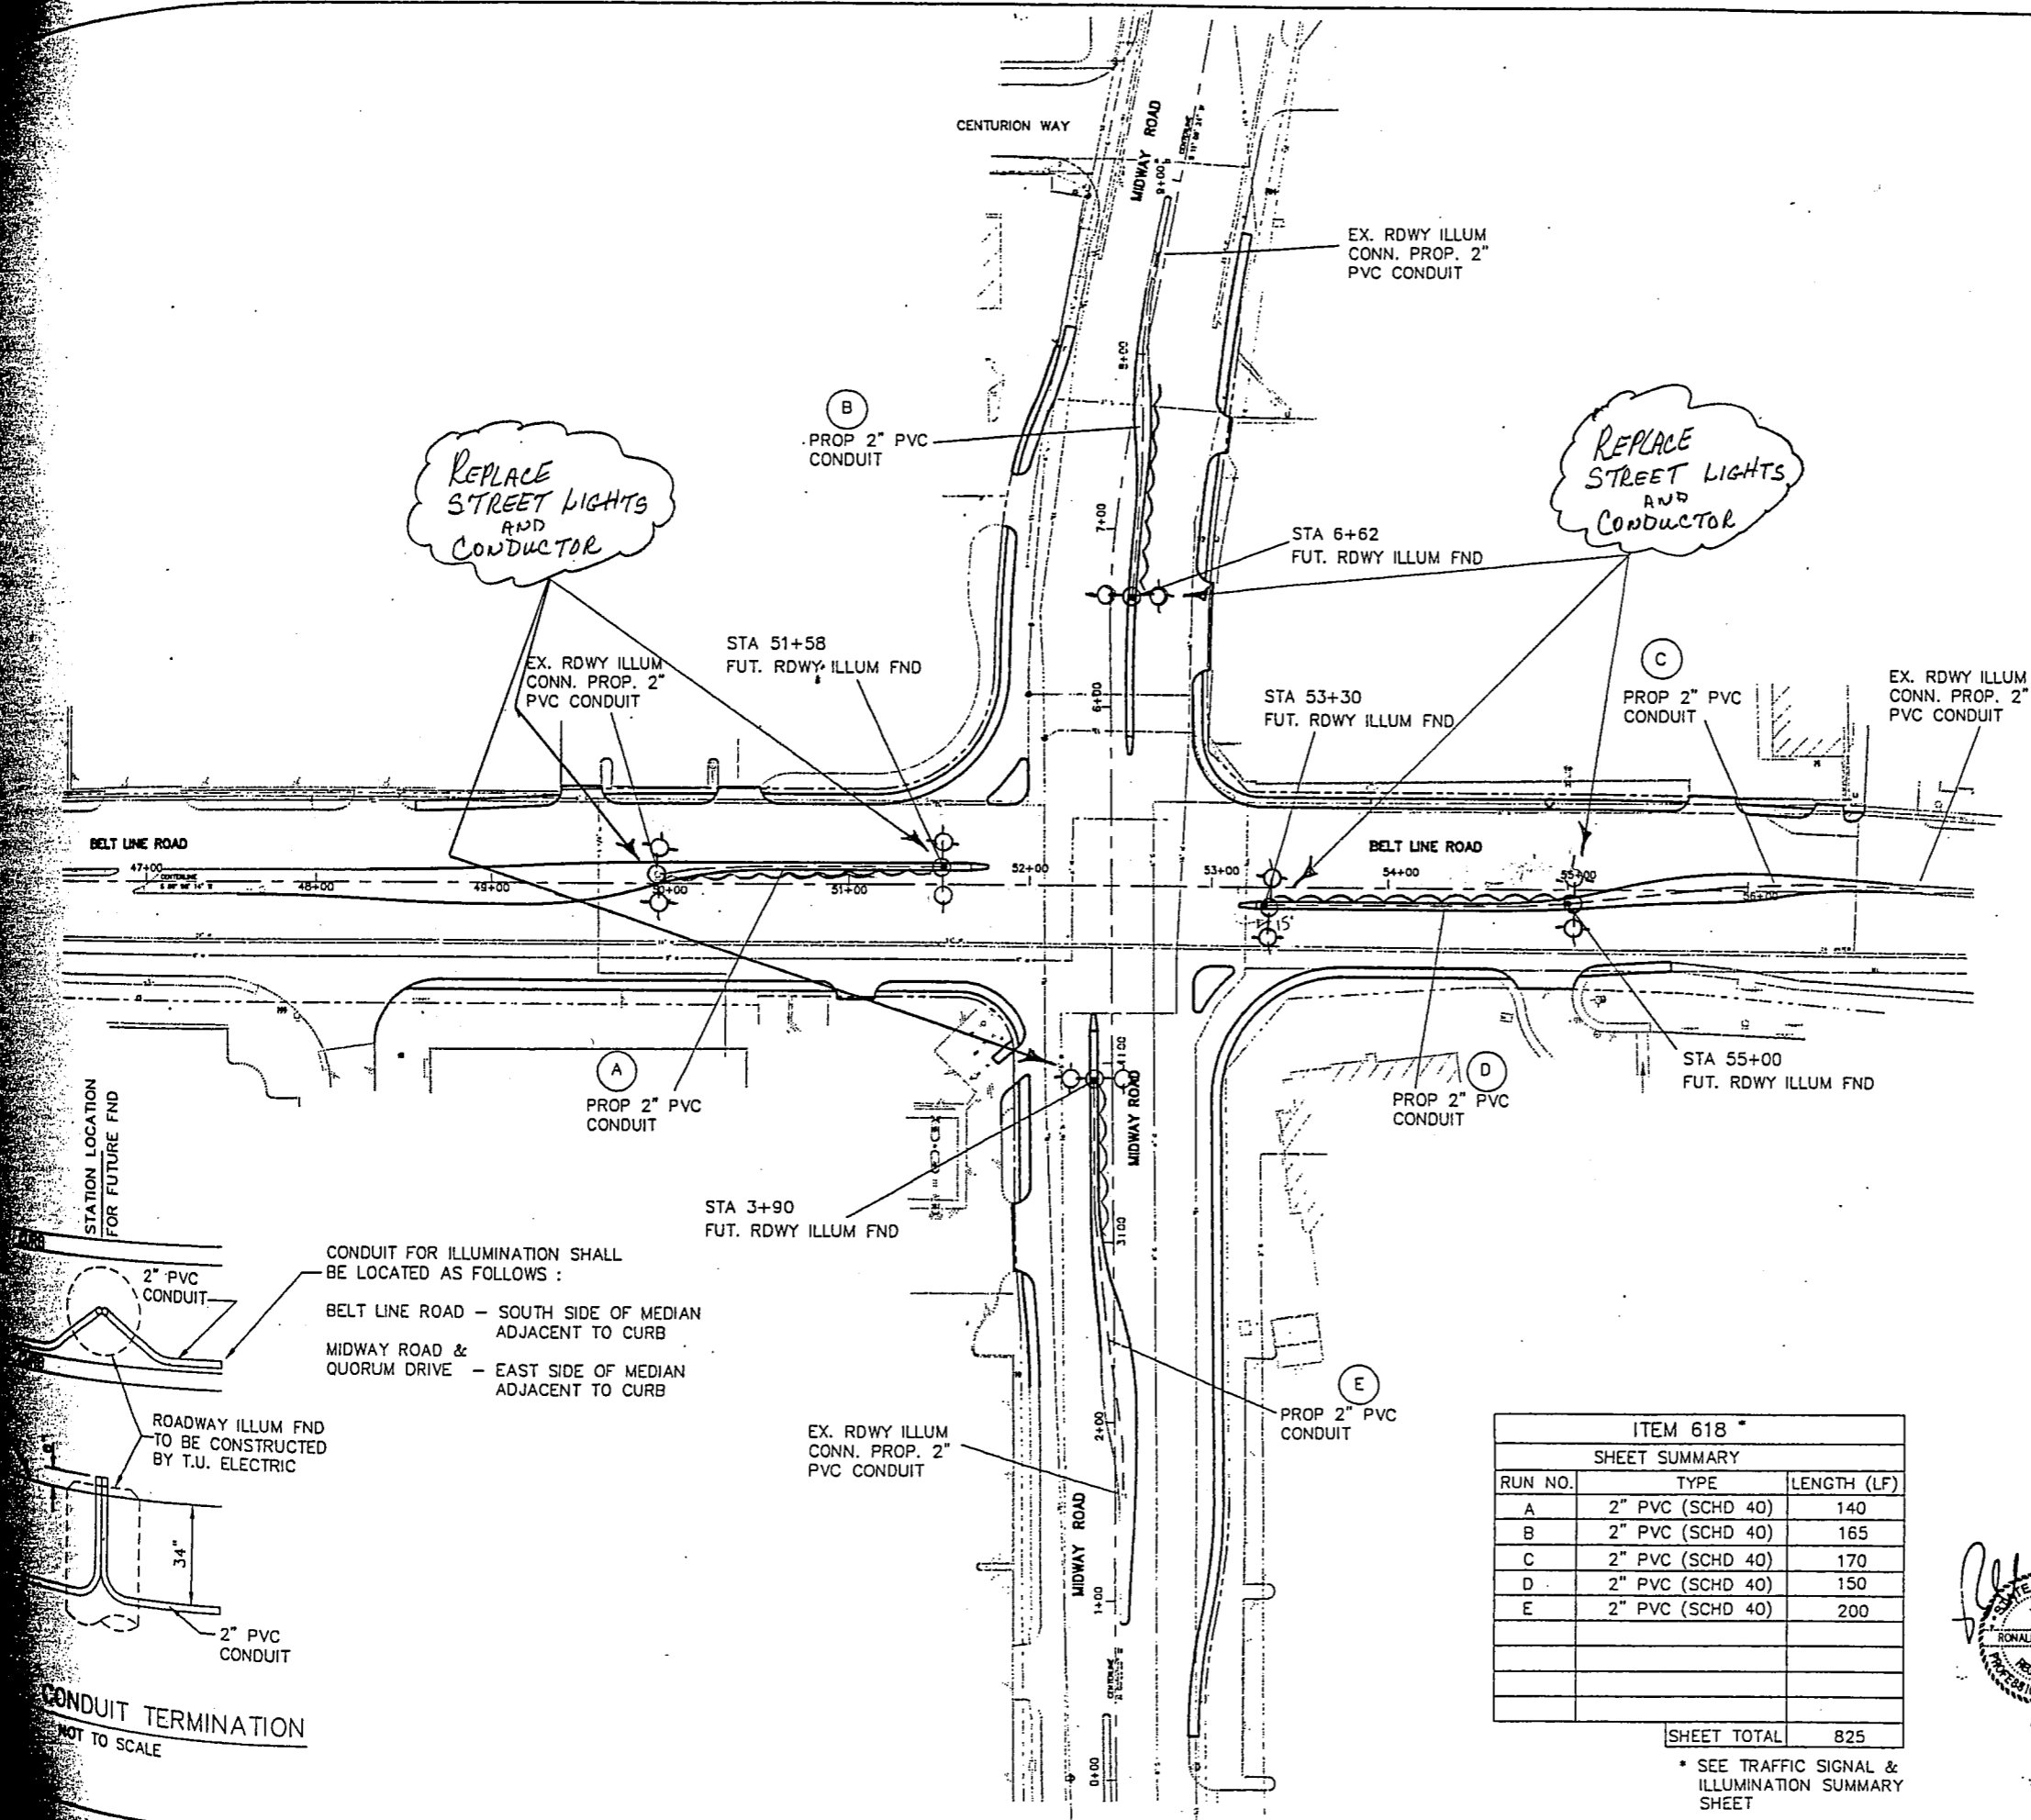 CENTURION WAY
MIDWAY ROAD
9+00
CENTERLINE
EX. RDWY ILLUM
CONN. PROP. 2"
PVC CONDUIT
8+00
B
PROP 2" PVC
CONDUIT
REPLACE
STREET LIGHTS
AND
CONDUCTOR
REPLACE
STREET LIGHTS
AND
CONDUCTOR
7+00
STA 6+62
FUT. RDWY ILLUM FND
STA 51+58
FUT. RDWY ILLUM FND
EX. RDWY ILLUM
CONN. PROP. 2"
PVC CONDUIT
6+00
STA 53+30
FUT. RDWY ILLUM FND
C
PROP 2" PVC
CONDUIT
EX. RDWY ILLUM
CONN. PROP. 2"
PVC CONDUIT
BELT LINE ROAD
BELT LINE ROAD
47+00
CENTERLINE
48+00
49+00
50+00
51+00
52+00
53+00
54+00
55+00
56+00
15'
A
PROP 2" PVC
CONDUIT
4+00
MIDWAY ROAD
D
PROP 2" PVC
CONDUIT
STA 55+00
FUT. RDWY ILLUM FND
STATION LOCATION
FOR FUTURE FND
STA 3+90
FUT. RDWY ILLUM FND
3+00
CURB
2" PVC
CONDUIT
CURB
CONDUIT FOR ILLUMINATION SHALL
BE LOCATED AS FOLLOWS :
BELT LINE ROAD – SOUTH SIDE OF MEDIAN
ADJACENT TO CURB
MIDWAY ROAD &
QUORUM DRIVE – EAST SIDE OF MEDIAN
ADJACENT TO CURB
E
PROP 2" PVC
CONDUIT
2+00
EX. RDWY ILLUM
CONN. PROP. 2"
PVC CONDUIT
ROADWAY ILLUM FND
TO BE CONSTRUCTED
BY T.U. ELECTRIC
34"
2" PVC
CONDUIT
CONDUIT TERMINATION
NOT TO SCALE
MIDWAY ROAD
1+00
CENTERLINE
0+00
ITEM 618 *
SHEET SUMMARY
RUN NO. TYPE LENGTH (LF)
A 2" PVC (SCHD 40) 140
B 2" PVC (SCHD 40) 165
C 2" PVC (SCHD 40) 170
D 2" PVC (SCHD 40) 150
E 2" PVC (SCHD 40) 200
SHEET TOTAL 825
* SEE TRAFFIC SIGNAL &
ILLUMINATION SUMMARY
SHEET